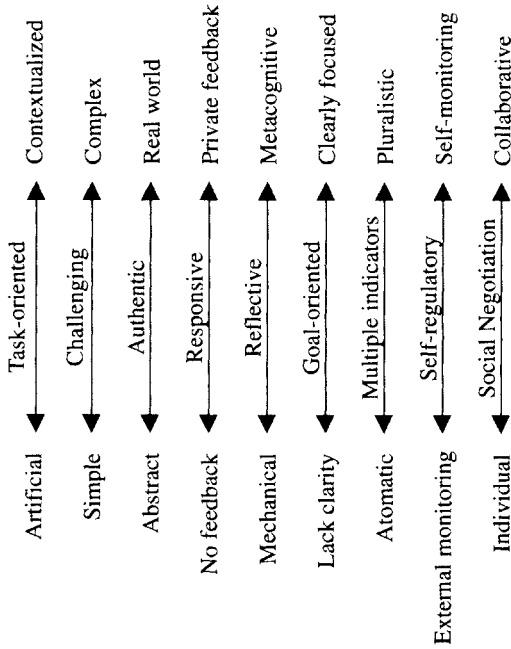 Artificial Task-oriented Contextualized
Simple Challenging Complex
Abstract Authentic Real world
No feedback Responsive Private feedback
Mechanical Reflective Metacognitive
Lack clarity Goal-oriented Clearly focused
Atomatic Multiple indicators Pluralistic
External monitoring Self-regulatory Self-monitoring
Individual Social Negotiation Collaborative